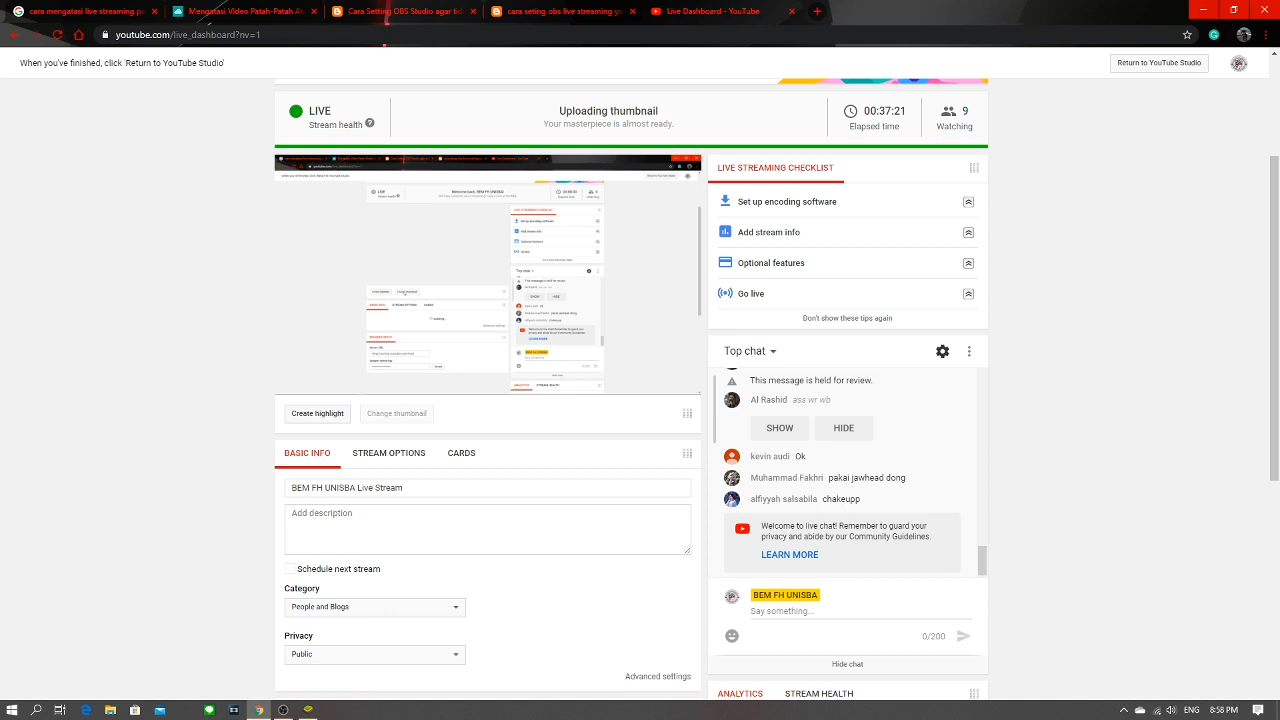 cara mengatasi live streaming pa
Mengatasi Video Patah-Patah At
Cara Setting OBS Studio agar tida
cara seting obs live streaming yo
Live Dashboard - YouTube
youtube.com/live_dashboard?nv=1
When you've finished, click 'Return to YouTube Studio'
Return to YouTube Studio
LIVE
Stream health
Uploading thumbnail
Your masterpiece is almost ready.
00:37:21
Elapsed time
9
Watching
Create highlight
Change thumbnail
BASIC INFO
STREAM OPTIONS
CARDS
BEM FH UNISBA Live Stream
Add description
Schedule next stream
Category
People and Blogs
Privacy
Public
Advanced settings
LIVE STREAMING CHECKLIST
Set up encoding software
Add stream info
Optional features
Go live
Don't show these tips again
Top chat
This message is held for review.
Al Rashid ass wr wb
SHOW
HIDE
kevin audi Ok
Muhammad Fakhri pakai jawhead dong
alfiyyah salsabila chakeupp
Welcome to live chat! Remember to guard your
privacy and abide by our Community Guidelines.
LEARN MORE
BEM FH UNISBA
Say something...
0/200
Hide chat
ANALYTICS
STREAM HEALTH
ENG
8:58 PM